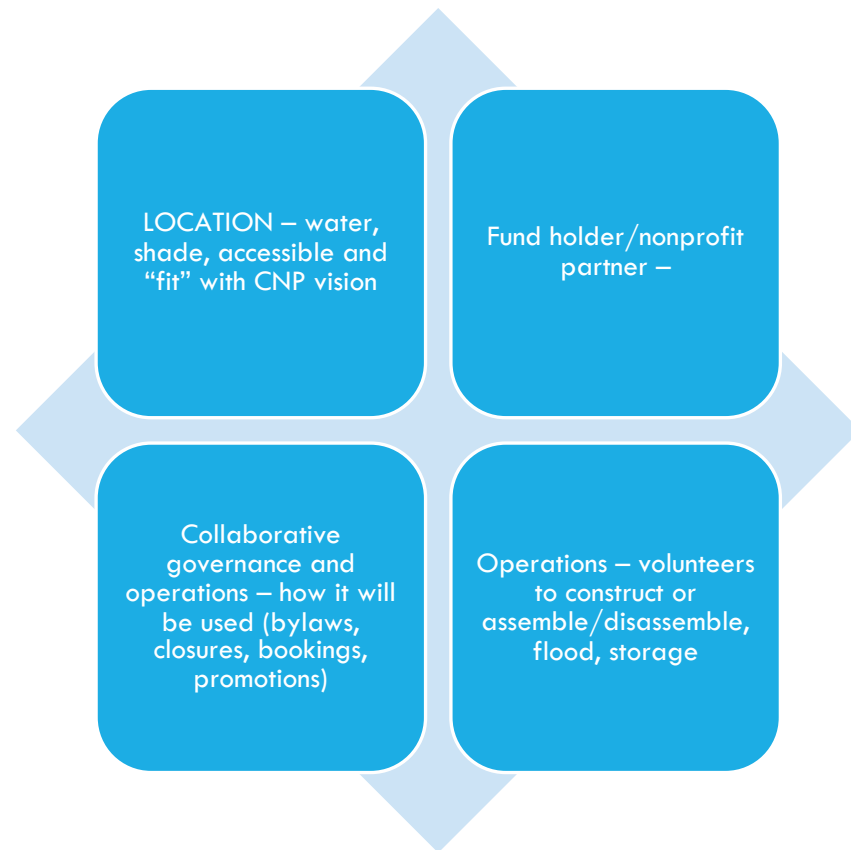 LOCATION – water,
shade, accessible and
“fit” with CNP vision
Fund holder/nonprofit
partner –
Collaborative
governance and
operations – how it will
be used (bylaws,
closures, bookings,
promotions)
Operations – volunteers
to construct or
assemble/disassemble,
flood, storage